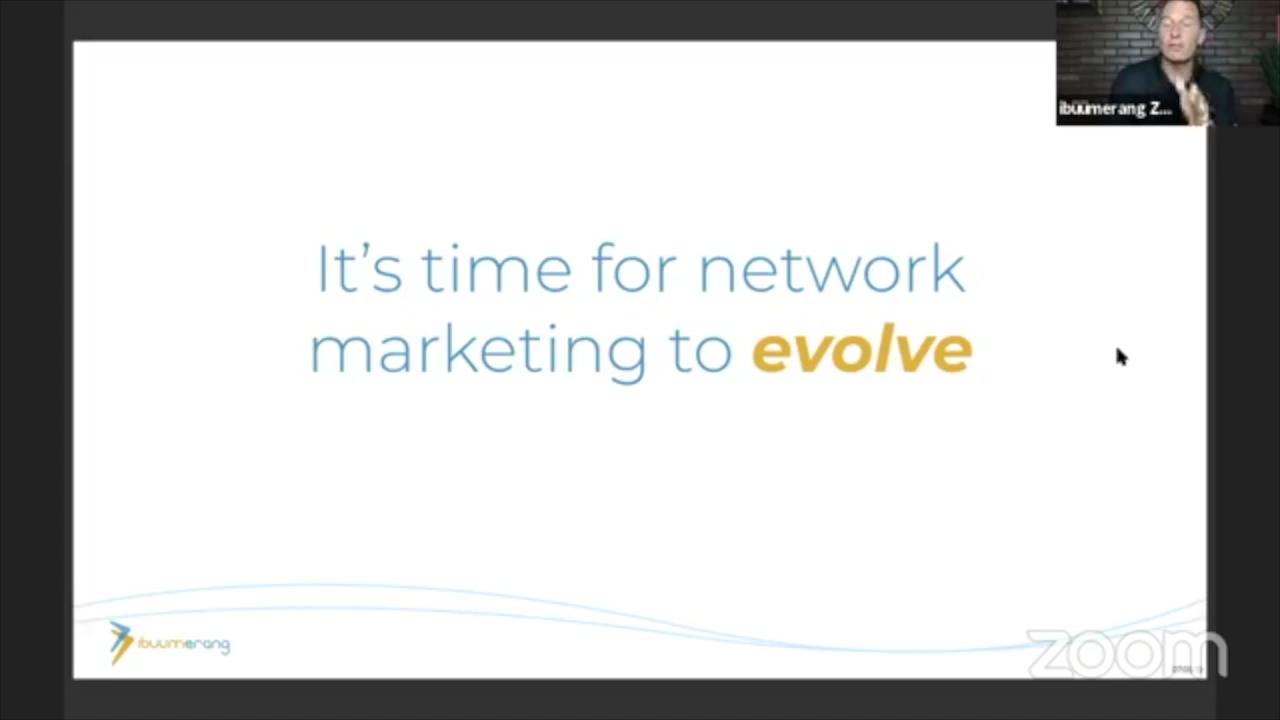 ibuumerang Z...
It's time for network
marketing to evolve
ibuumerang
zoom